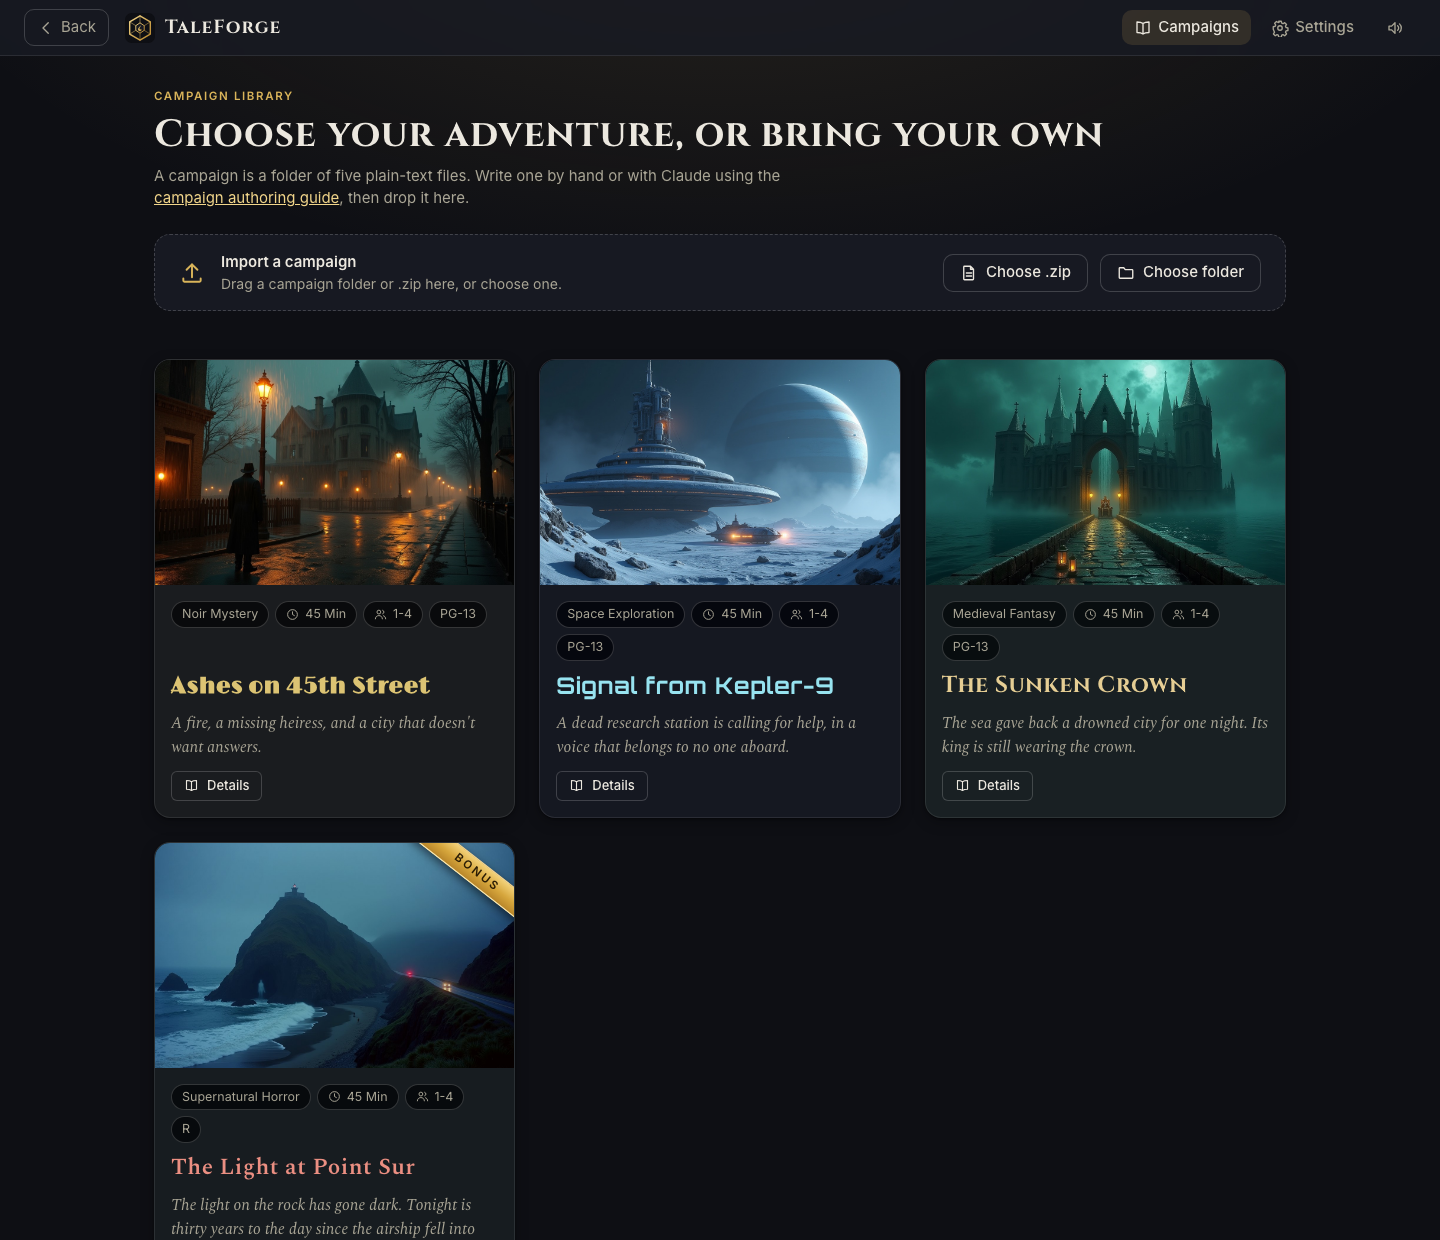 Back
TaleForge
Campaigns
Settings
CAMPAIGN LIBRARY
Choose your adventure, or bring your own
A campaign is a folder of five plain-text files. Write one by hand or with Claude using the
campaign authoring guide, then drop it here.
Import a campaign
Drag a campaign folder or .zip here, or choose one.
Choose .zip
Choose folder
Noir Mystery
45 Min
1-4
PG-13
Ashes on 45th Street
A fire, a missing heiress, and a city that doesn't
want answers.
Details
Space Exploration
45 Min
1-4
PG-13
Signal from Kepler-9
A dead research station is calling for help, in a
voice that belongs to no one aboard.
Details
Medieval Fantasy
45 Min
1-4
PG-13
The Sunken Crown
The sea gave back a drowned city for one night. Its
king is still wearing the crown.
Details
BONUS
Supernatural Horror
45 Min
1-4
R
The Light at Point Sur
The light on the rock has gone dark. Tonight is
thirty years to the day since the airship fell into